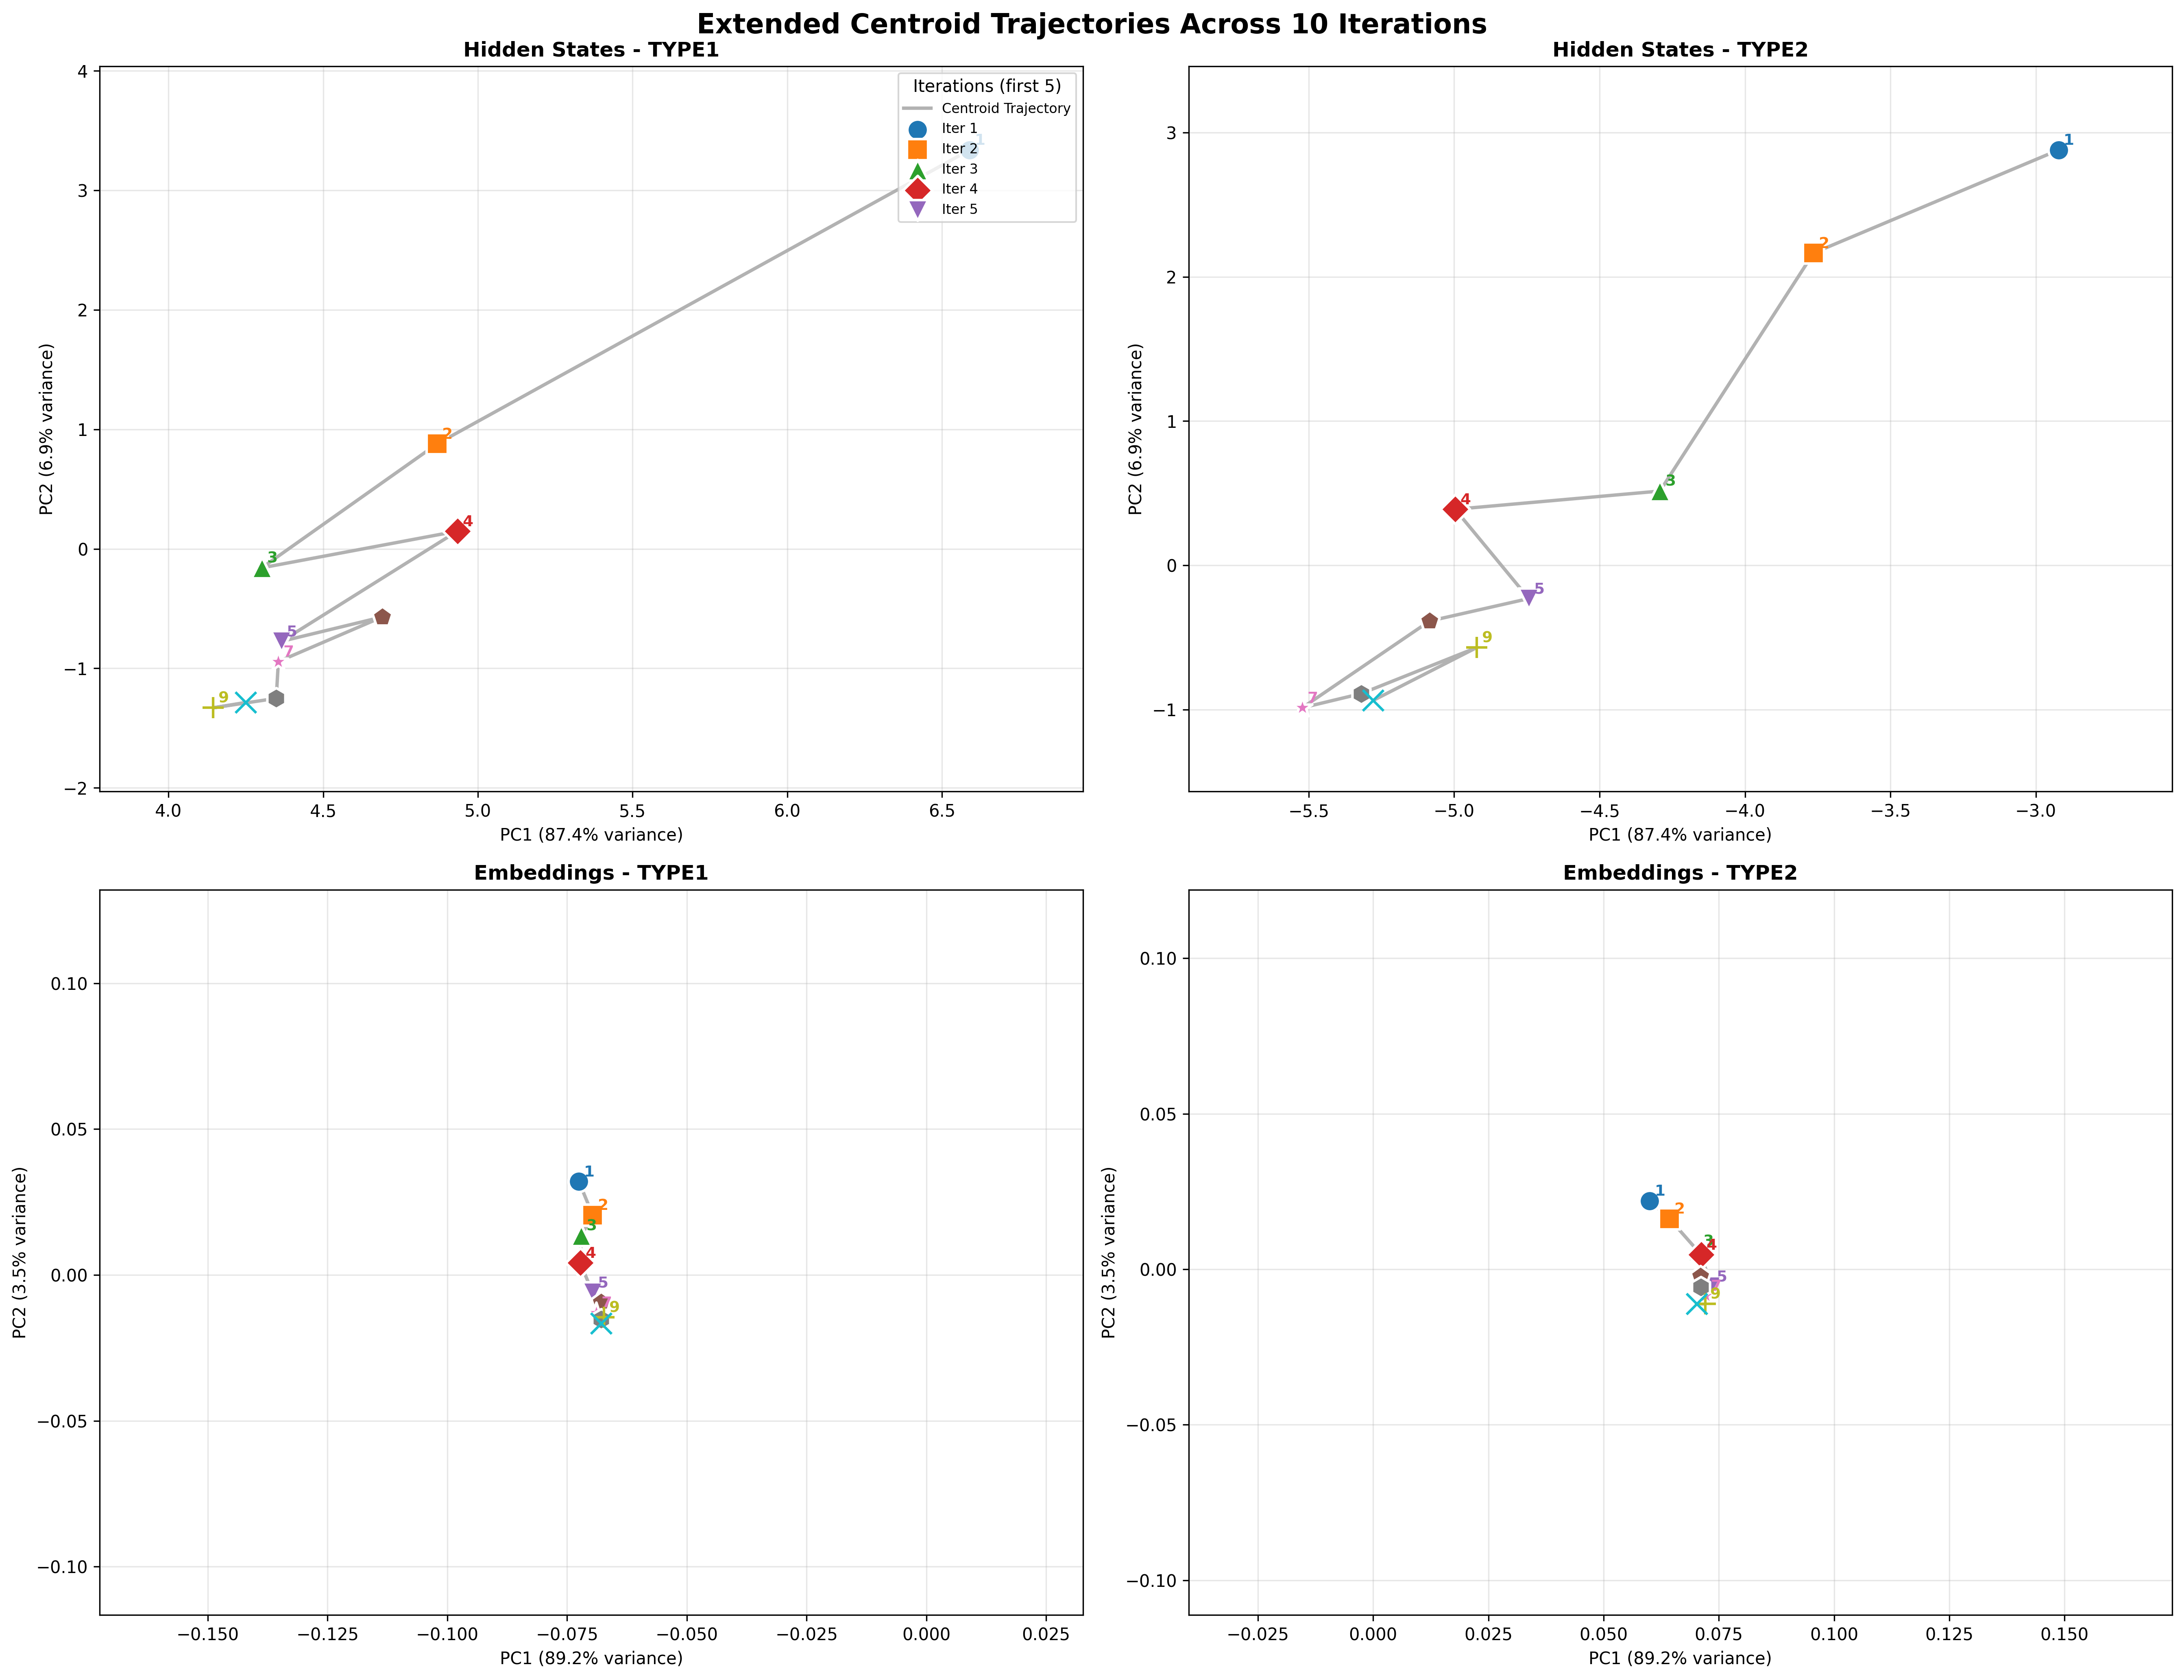 Extended Centroid Trajectories Across 10 Iterations
Hidden States - TYPE1
4
3
2
1
0
−1
−2
PC2 (6.9% variance)
Iterations (first 5)
Centroid Trajectory
Iter 1
Iter 2
Iter 3
Iter 4
Iter 5
1
2
3
4
5
7
9
4.0 4.5 5.0 5.5 6.0 6.5
PC1 (87.4% variance)
Hidden States - TYPE2
3
2
1
0
−1
PC2 (6.9% variance)
1
2
3
4
5
7
9
−5.5 −5.0 −4.5 −4.0 −3.5 −3.0
PC1 (87.4% variance)
Embeddings - TYPE1
0.10
0.05
0.00
−0.05
−0.10
PC2 (3.5% variance)
1
2
3
4
5
7
9
−0.150 −0.125 −0.100 −0.075 −0.050 −0.025 0.000 0.025
PC1 (89.2% variance)
Embeddings - TYPE2
0.10
0.05
0.00
−0.05
−0.10
PC2 (3.5% variance)
1
2
3
4
5
7
9
−0.025 0.000 0.025 0.050 0.075 0.100 0.125 0.150
PC1 (89.2% variance)